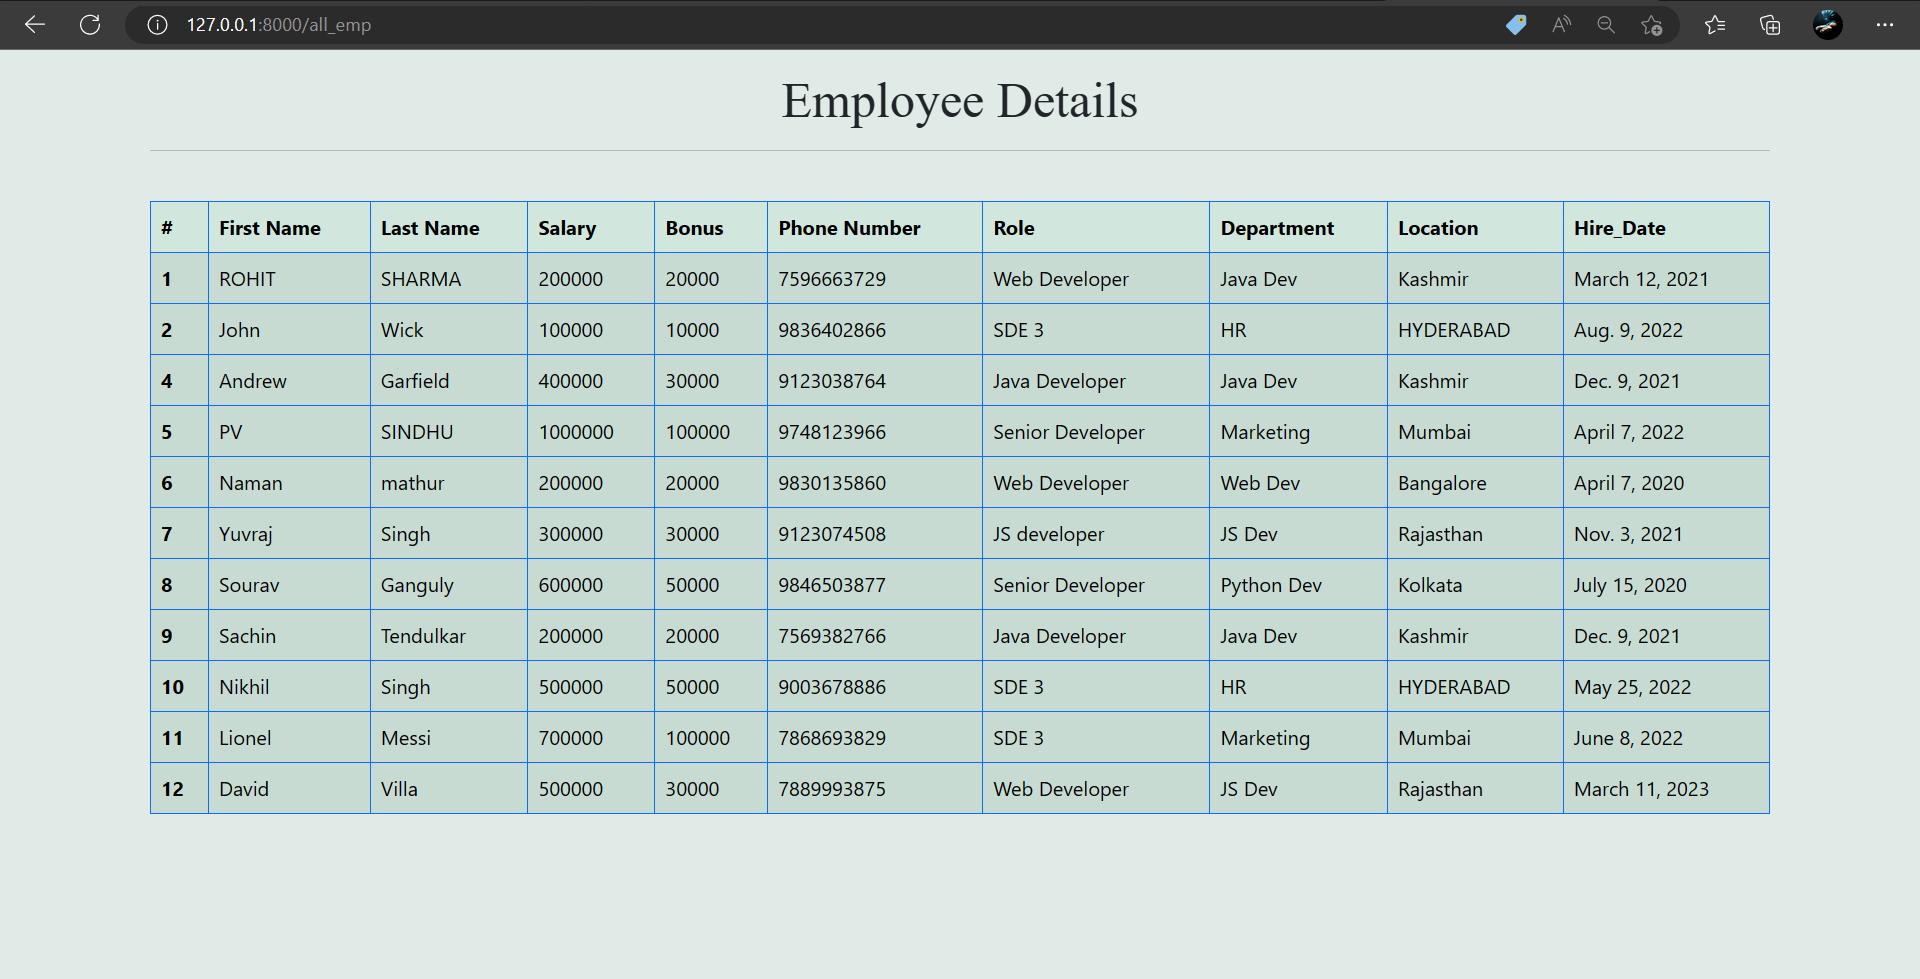 127.0.0.1:8000/all_emp
Employee Details
# First Name Last Name Salary Bonus Phone Number Role Department Location Hire_Date
1 ROHIT SHARMA 200000 20000 7596663729 Web Developer Java Dev Kashmir March 12, 2021
2 John Wick 100000 10000 9836402866 SDE 3 HR HYDERABAD Aug. 9, 2022
4 Andrew Garfield 400000 30000 9123038764 Java Developer Java Dev Kashmir Dec. 9, 2021
5 PV SINDHU 1000000 100000 9748123966 Senior Developer Marketing Mumbai April 7, 2022
6 Naman mathur 200000 20000 9830135860 Web Developer Web Dev Bangalore April 7, 2020
7 Yuvraj Singh 300000 30000 9123074508 JS developer JS Dev Rajasthan Nov. 3, 2021
8 Sourav Ganguly 600000 50000 9846503877 Senior Developer Python Dev Kolkata July 15, 2020
9 Sachin Tendulkar 200000 20000 7569382766 Java Developer Java Dev Kashmir Dec. 9, 2021
10 Nikhil Singh 500000 50000 9003678886 SDE 3 HR HYDERABAD May 25, 2022
11 Lionel Messi 700000 100000 7868693829 SDE 3 Marketing Mumbai June 8, 2022
12 David Villa 500000 30000 7889993875 Web Developer JS Dev Rajasthan March 11, 2023